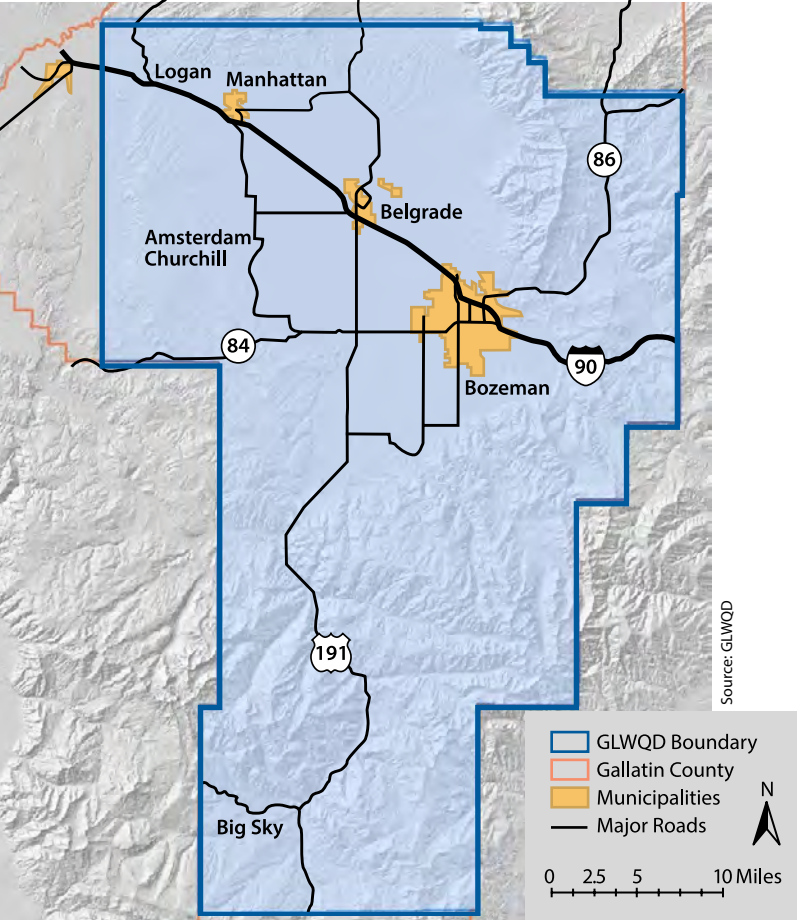 Logan
Manhattan
86
Belgrade
Amsterdam
Churchill
84
90
Bozeman
191
Source: GLWQD
GLWQD Boundary
Gallatin County
Municipalities
Major Roads
N
0 2.5 5 10 Miles
Big Sky